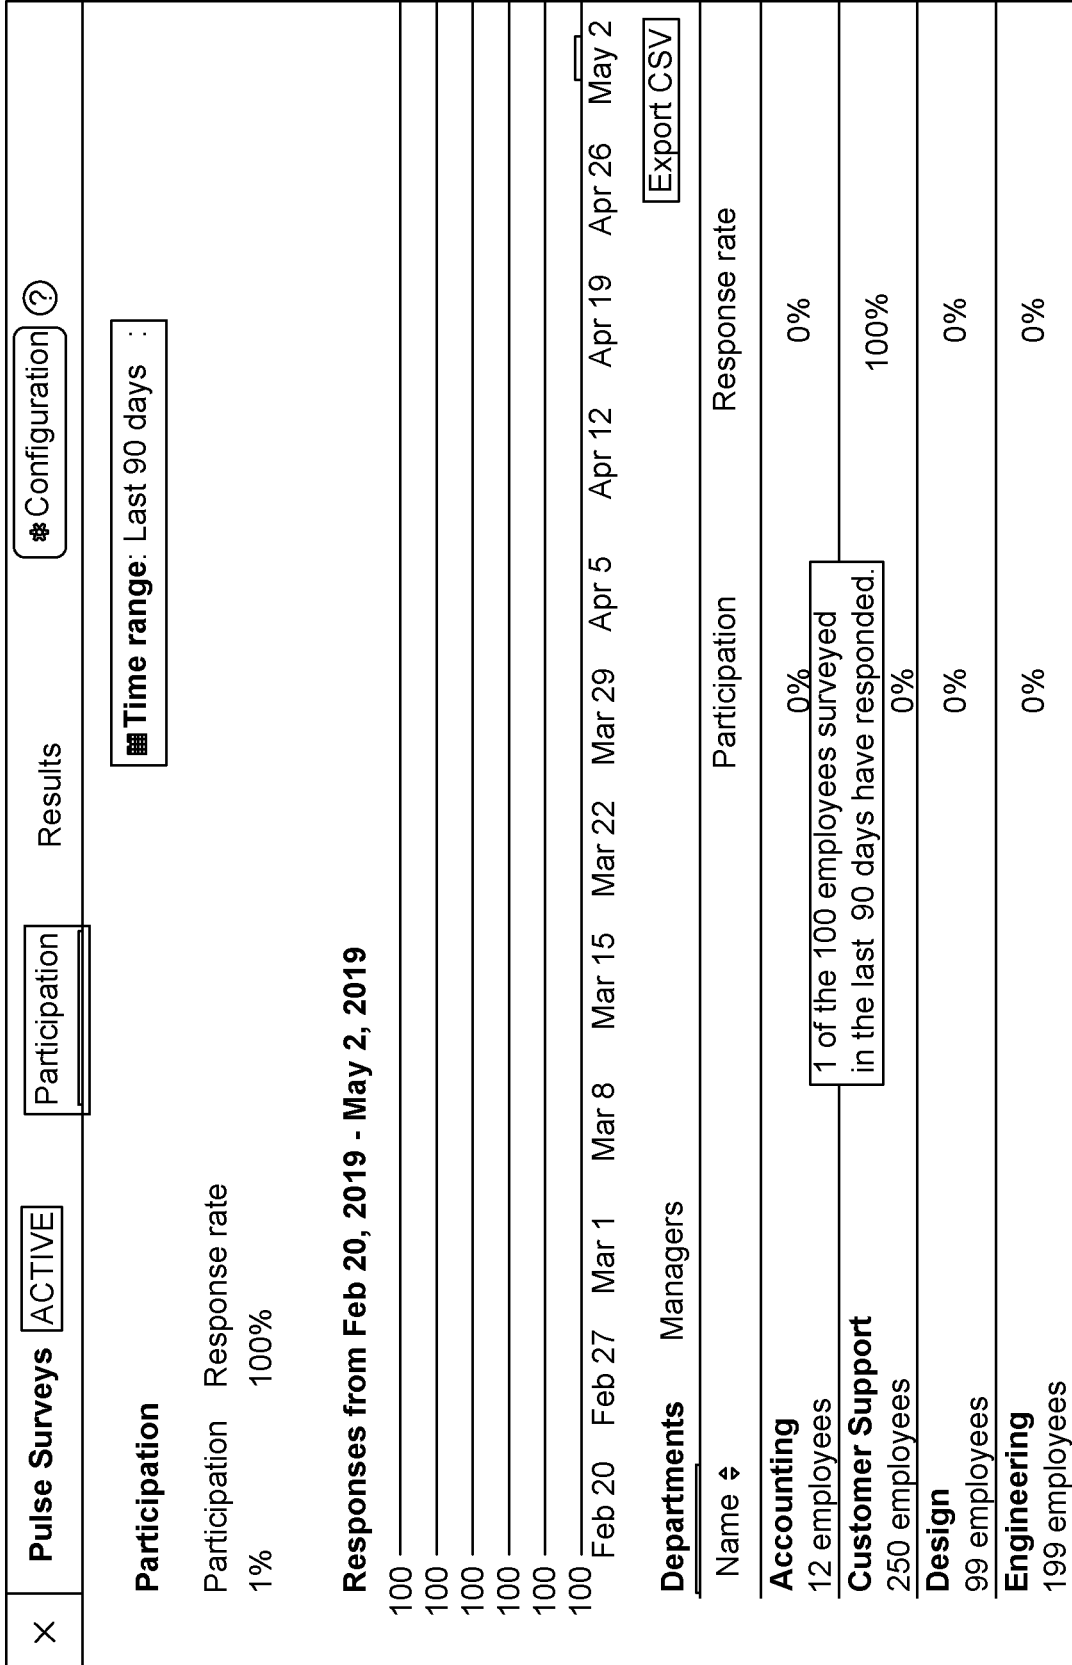 × Pulse Surveys ACTIVE Participation Results Configuration ?
Participation Time range: Last 90 days :
Participation Response rate
1% 100%
Responses from Feb 20, 2019 - May 2, 2019
100
100
100
100
100
100
Feb 20 Feb 27 Mar 1 Mar 8 Mar 15 Mar 22 Mar 29 Apr 5 Apr 12 Apr 19 Apr 26 May 2
Departments Managers Export CSV
Name Participation Response rate
Accounting 0% 0%
12 employees
1 of the 100 employees surveyed
in the last 90 days have responded.
Customer Support 100%
250 employees 0%
Design 0% 0%
99 employees
Engineering 0% 0%
199 employees